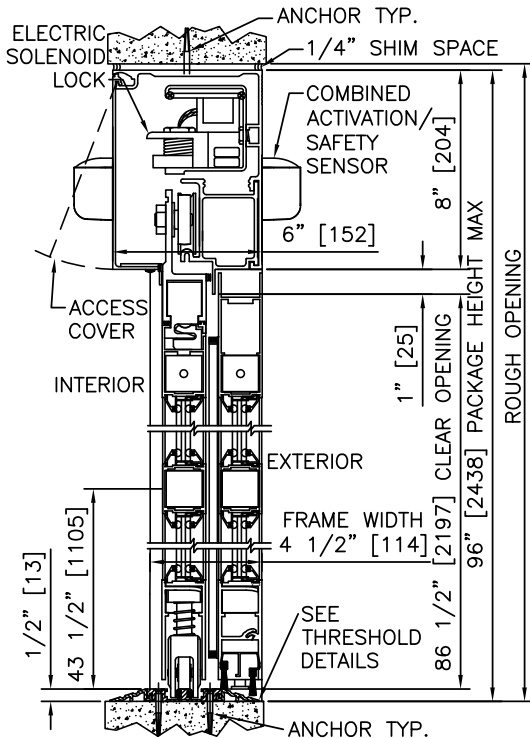 ANCHOR TYP.
ELECTRIC
SOLENOID
LOCK
1/4" SHIM SPACE
COMBINED
ACTIVATION/
SAFETY
SENSOR
8" [204]
6" [152]
ACCESS
COVER
1" [25]
INTERIOR
EXTERIOR
FRAME WIDTH
4 1/2" [114]
86 1/2" [2197] CLEAR OPENING
96" [2438] PACKAGE HEIGHT MAX
ROUGH OPENING
1/2" [13]
43 1/2" [1105]
SEE
THRESHOLD
DETAILS
ANCHOR TYP.